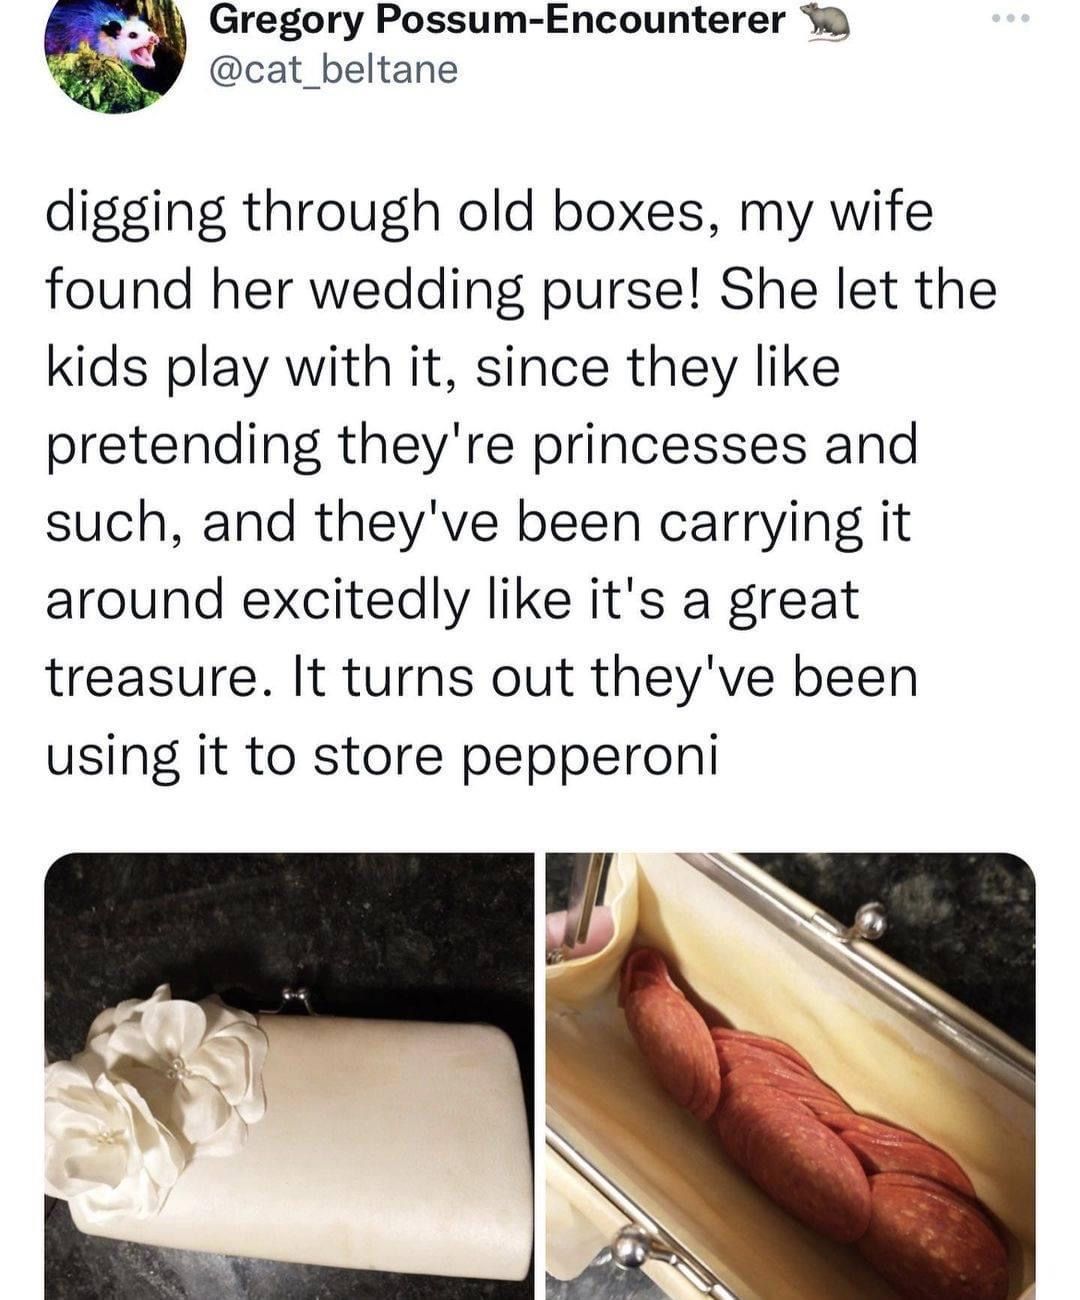 Gregory Possum-Encounterer 🐀
@cat_beltane
digging through old boxes, my wife
found her wedding purse! She let the
kids play with it, since they like
pretending they're princesses and
such, and they've been carrying it
around excitedly like it's a great
treasure. It turns out they've been
using it to store pepperoni